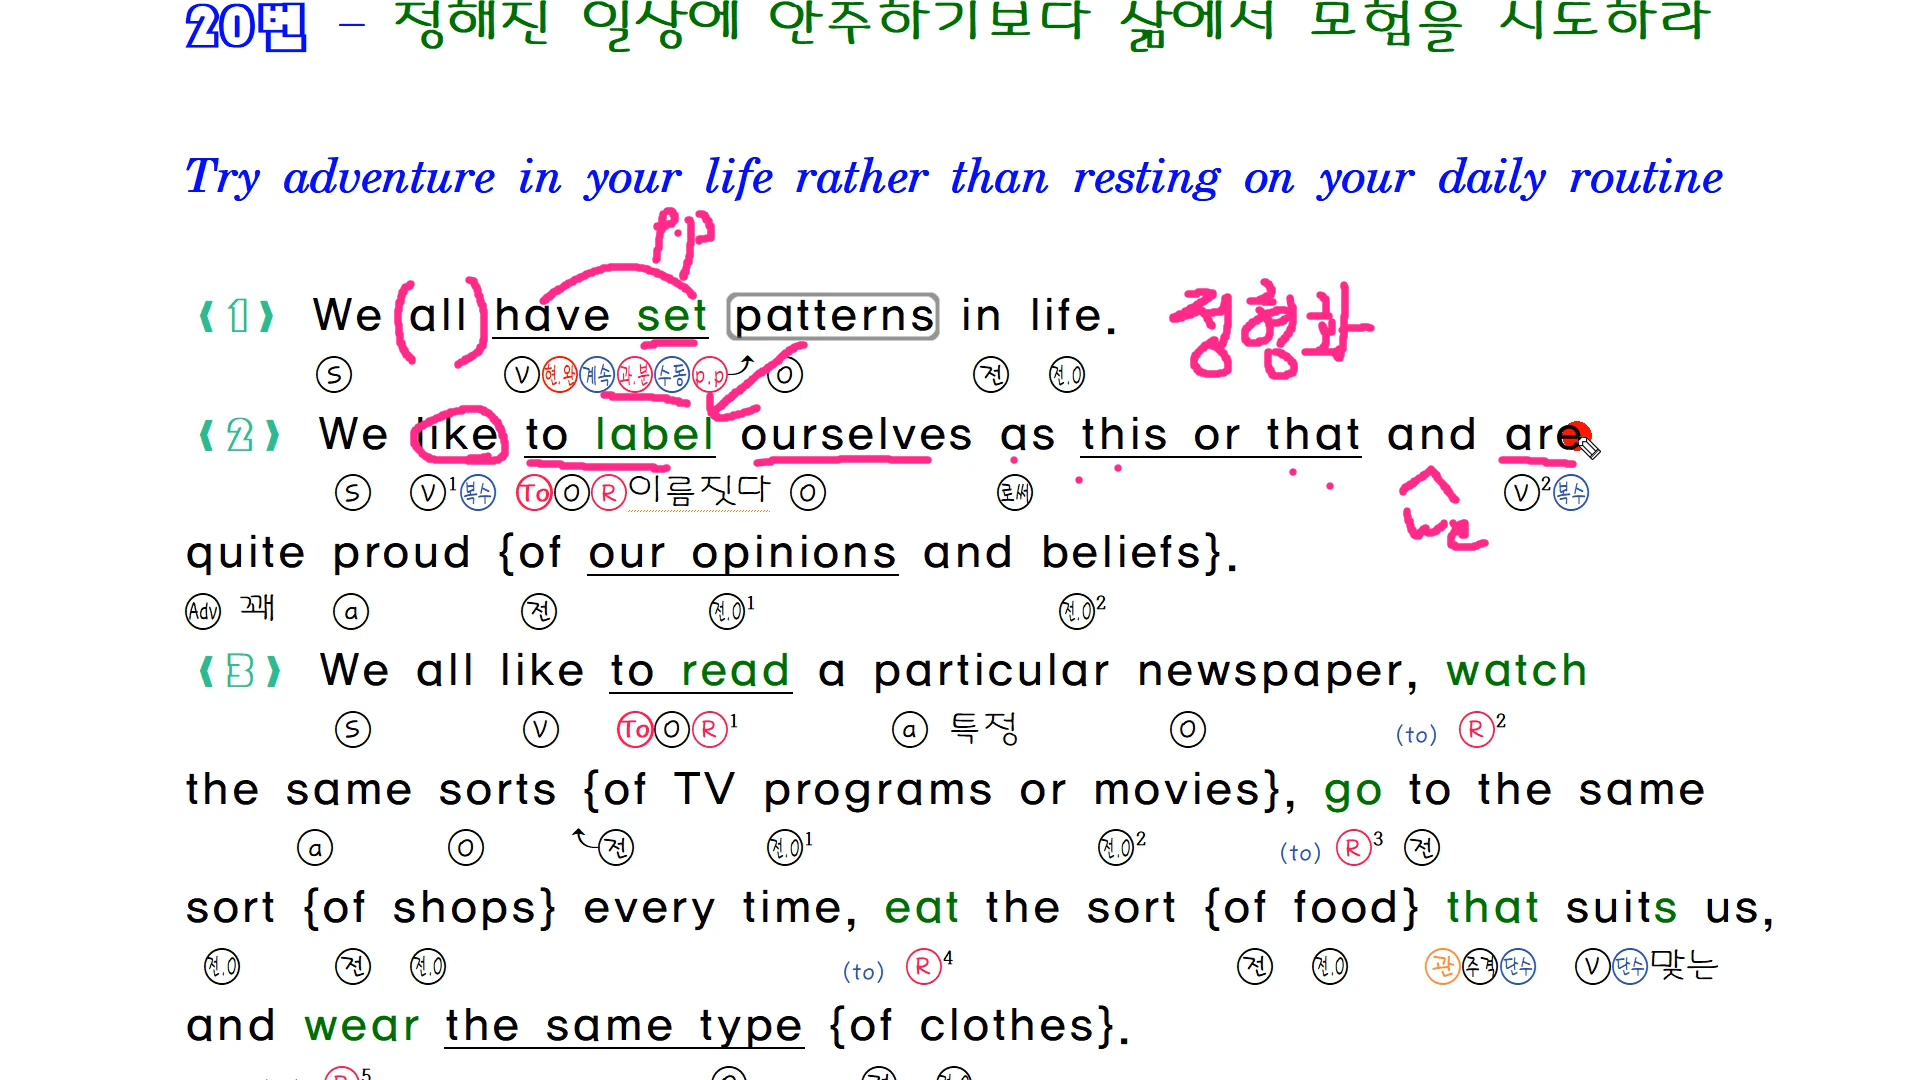 20번 – 정해진 일상에 안주하기보다 삶에서 모험을 시도하라
Try adventure in your life rather than resting on your daily routine
p.p
❪1❫ We (all) have set patterns in life. 정형화
S V 현.완 계속 과.분 수동 p.p O 전 전.O
❪2❫ We like to label ourselves as this or that and are
S V¹ 복수 To O R 이름짓다 O 로써 V² 복수
we
quite proud {of our opinions and beliefs}.
Adv 꽤 a 전 전.O¹ 전.O²
❪3❫ We all like to read a particular newspaper, watch
S V To O R¹ a 특정 O (to) R²
the same sorts {of TV programs or movies}, go to the same
a O 전 전.O¹ 전.O² (to) R³ 전
sort {of shops} every time, eat the sort {of food} that suits us,
전.O 전 전.O (to) R⁴ 전 전.O 관 주격 단수 V 단수 맞는
and wear the same type {of clothes}.
R⁵ O 전 전.O